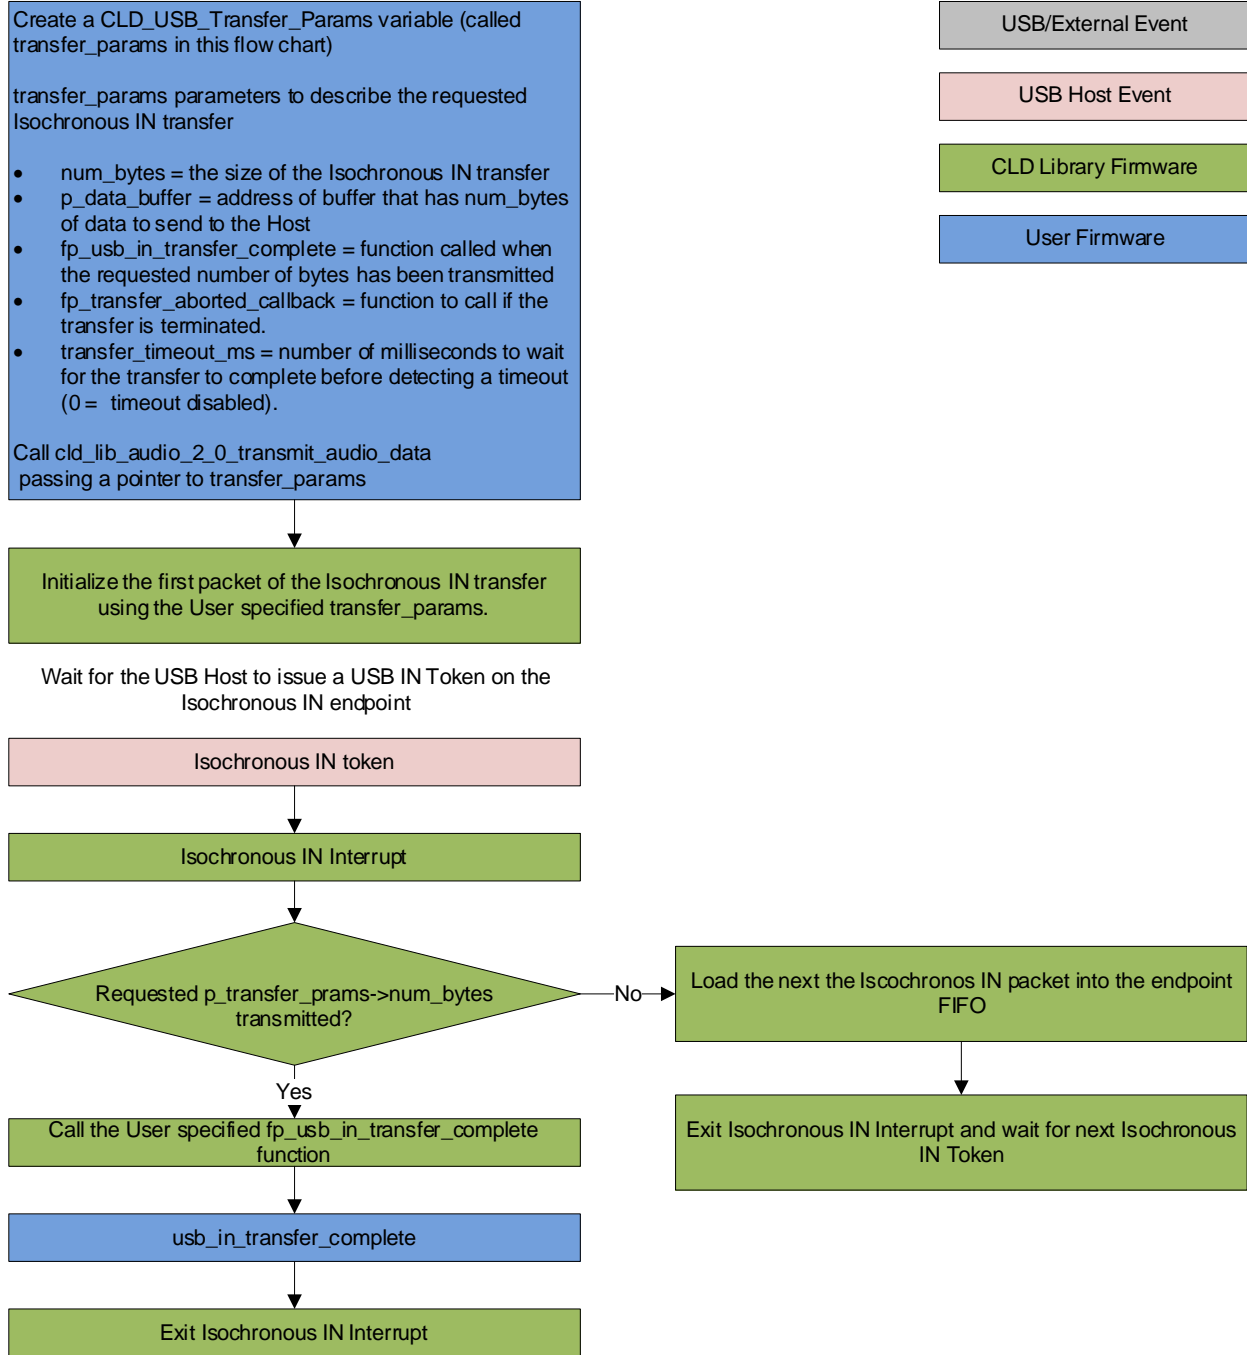 Create a CLD_USB_Transfer_Params variable (called
transfer_params in this flow chart)
transfer_params parameters to describe the requested
Isochronous IN transfer
• num_bytes = the size of the Isochronous IN transfer
• p_data_buffer = address of buffer that has num_bytes
of data to send to the Host
• fp_usb_in_transfer_complete = function called when
the requested number of bytes has been transmitted
• fp_transfer_aborted_callback = function to call if the
transfer is terminated.
• transfer_timeout_ms = number of milliseconds to wait
for the transfer to complete before detecting a timeout
(0 = timeout disabled).
Call cld_lib_audio_2_0_transmit_audio_data
passing a pointer to transfer_params
USB/External Event
USB Host Event
CLD Library Firmware
User Firmware
Initialize the first packet of the Isochronous IN transfer
using the User specified transfer_params.
Wait for the USB Host to issue a USB IN Token on the
Isochronous IN endpoint
Isochronous IN token
Isochronous IN Interrupt
Requested p_transfer_prams->num_bytes
transmitted?
No
Load the next the Iscochronos IN packet into the endpoint
FIFO
Exit Isochronous IN Interrupt and wait for next Isochronous
IN Token
Yes
Call the User specified fp_usb_in_transfer_complete
function
usb_in_transfer_complete
Exit Isochronous IN Interrupt